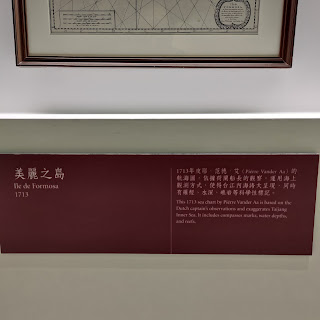 美麗之島
Ile de Formosa
1713
1713年皮耶．范德．艾（Pierre Vander Aa）的
航海圖，依據荷蘭船長的觀察，運用海上
觀測方式，使得台江內海誇大呈現，同時
有羅盤、水深、礁岩等科學性標記。
This 1713 sea chart by Pierre Vander Aa is based on the
Dutch captain's observations and exaggerates Taijiang
Inner Sea. It includes compasses marks, water depths,
and reefs.